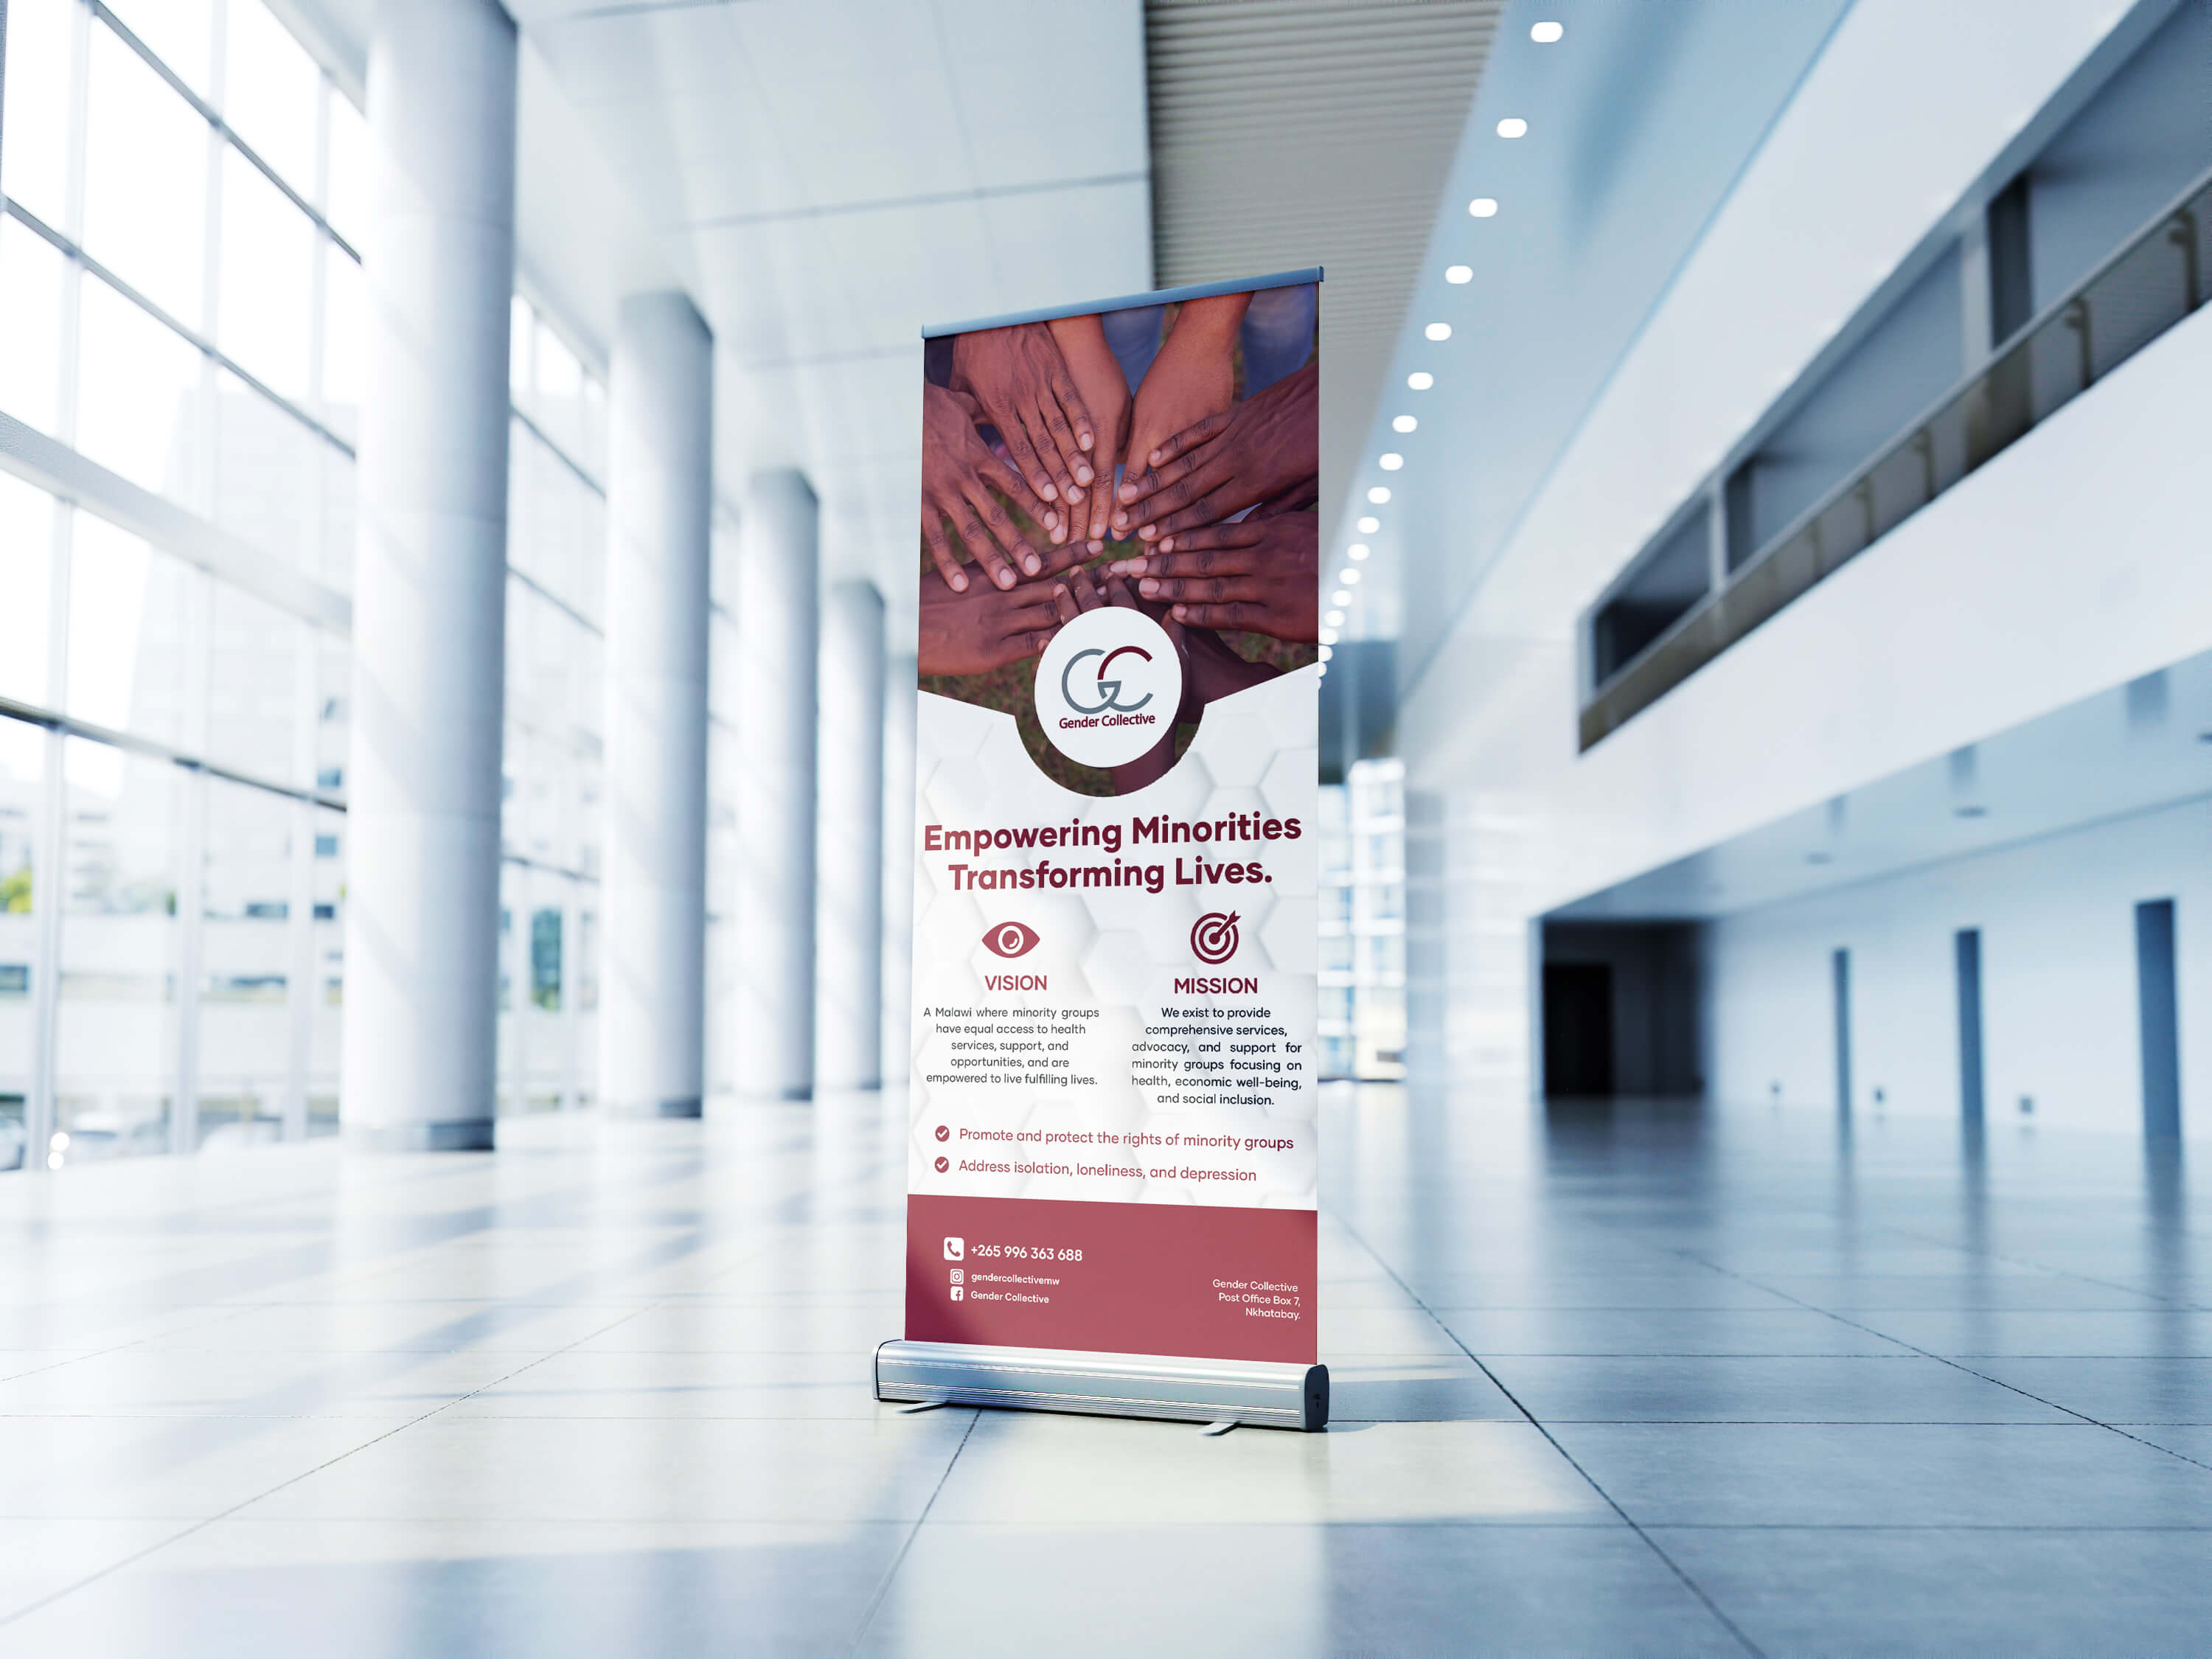 GC
Gender Collective
Empowering Minorities
Transforming Lives.
VISION
A Malawi where minority groups
have equal access to health
services, support, and
opportunities, and are
empowered to live fulfilling lives.
MISSION
We exist to provide
comprehensive services,
advocacy, and support for
minority groups focusing on
health, economic well-being,
and social inclusion.
Promote and protect the rights of minority groups
Address isolation, loneliness, and depression
+265 996 363 688
gendercollectivemw
Gender Collective
Gender Collective
Post Office Box 7,
Nkhatabay.